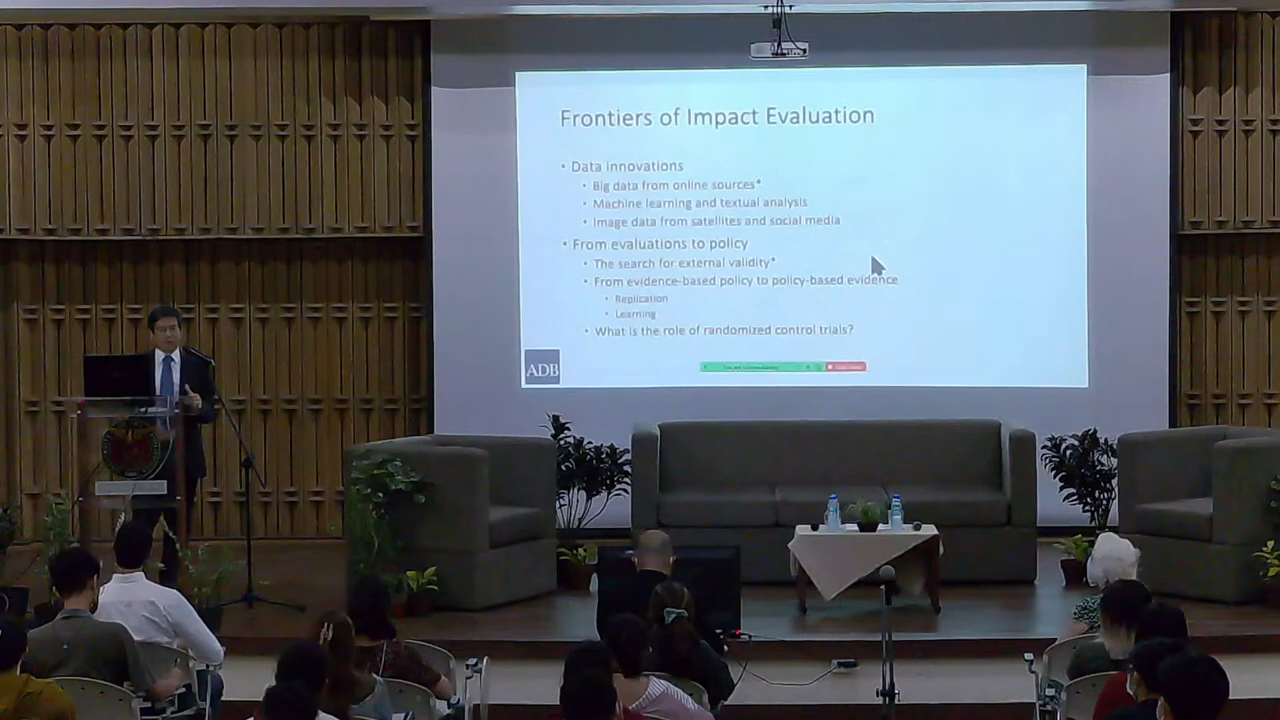 Frontiers of Impact Evaluation
• Data innovations
• Big data from online sources*
• Machine learning and textual analysis
• Image data from satellites and social media
• From evaluations to policy
• The search for external validity*
• From evidence-based policy to policy-based evidence
• Replication
• Learning
• What is the role of randomized control trials?
ADB